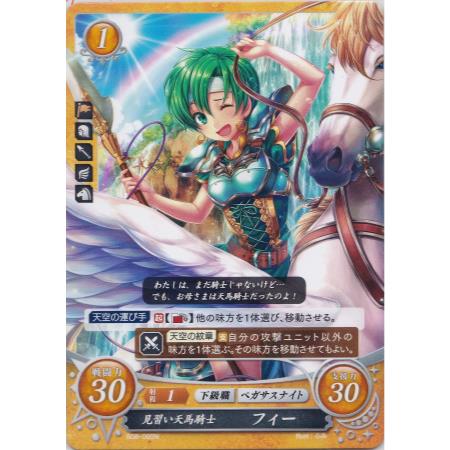 1
わたしは、まだ騎士じゃないけど…
でも、お母さまは天馬騎士だったのよ！
天空の運び手 起 他の味方を1体選び、移動させる。
天空の紋章 自分の攻撃ユニット以外の
味方を1体選ぶ。その味方を移動させてもよい。
戦闘力
30
射程 1
下級職
ペガサスナイト
支援力
30
見習い天馬騎士 フィー